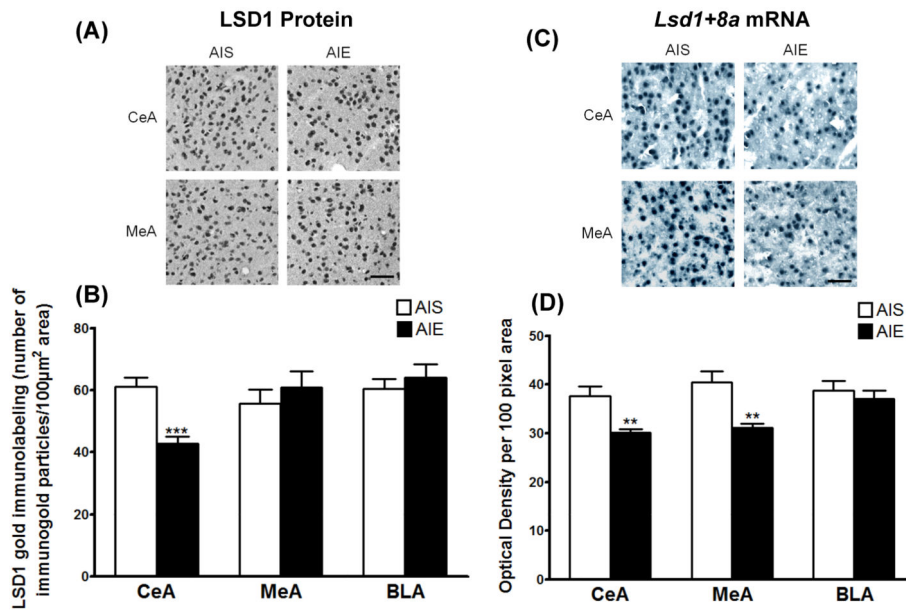 LSD1 Protein
(A)
AIS AIE
CeA
MeA
Lsd1+8a mRNA
(C)
AIS AIE
CeA
MeA
(B)
LSD1 gold immunolabeling (number of
immunogold particles/100µm² area)
80
60
40
20
0
AIS
AIE
***
CeA MeA BLA
(D)
Optical Density per 100 pixel area
50
40
30
20
10
0
AIS
AIE
** **
CeA MeA BLA